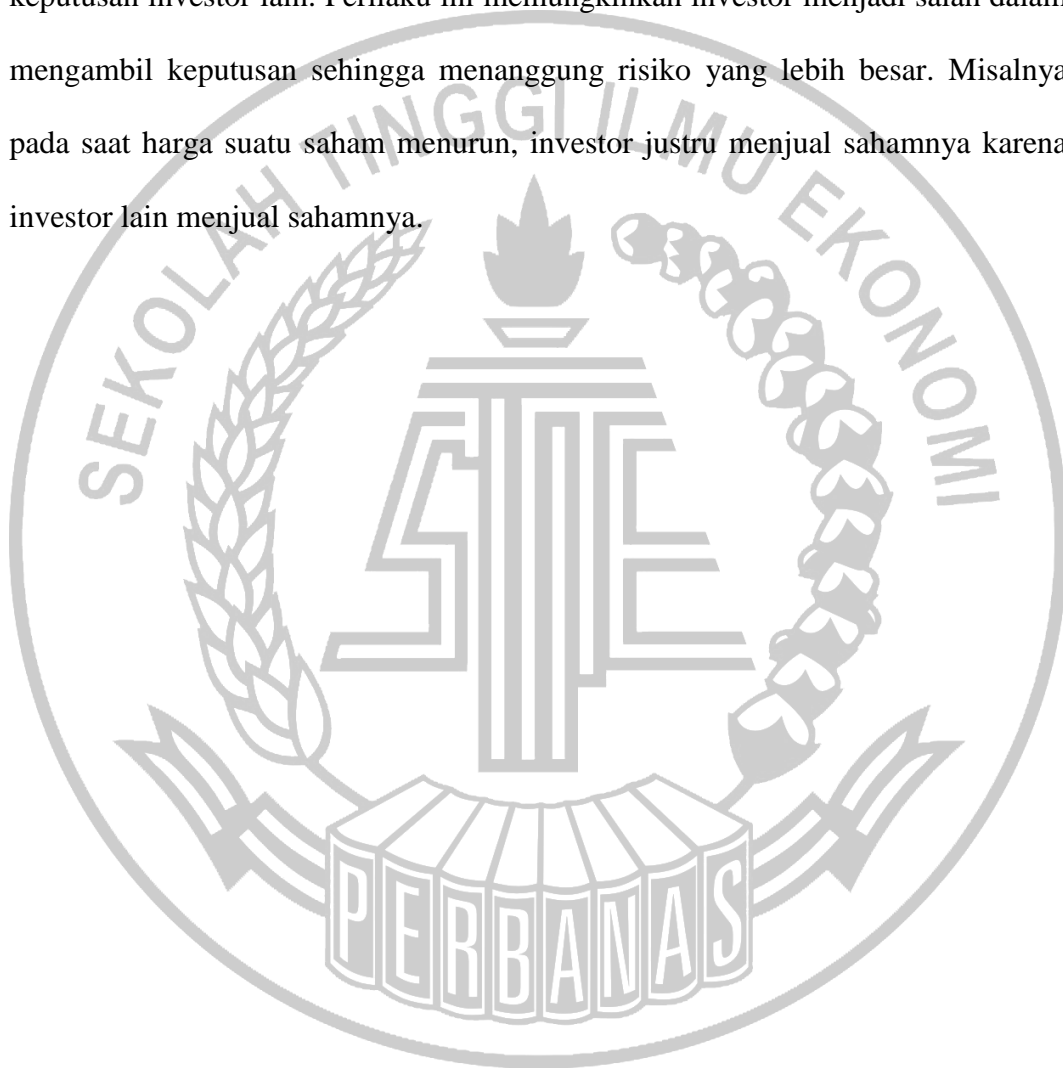 keputusan investor lain. Perilaku ini memungkinkan investor menjadi salah dalam
mengambil keputusan sehingga menanggung risiko yang lebih besar. Misalnya
pada saat harga suatu saham menurun, investor justru menjual sahamnya karena
investor lain menjual sahamnya.
SEKOLAH TINGGI ILMU EKONOMI
STIE
PERBANAS